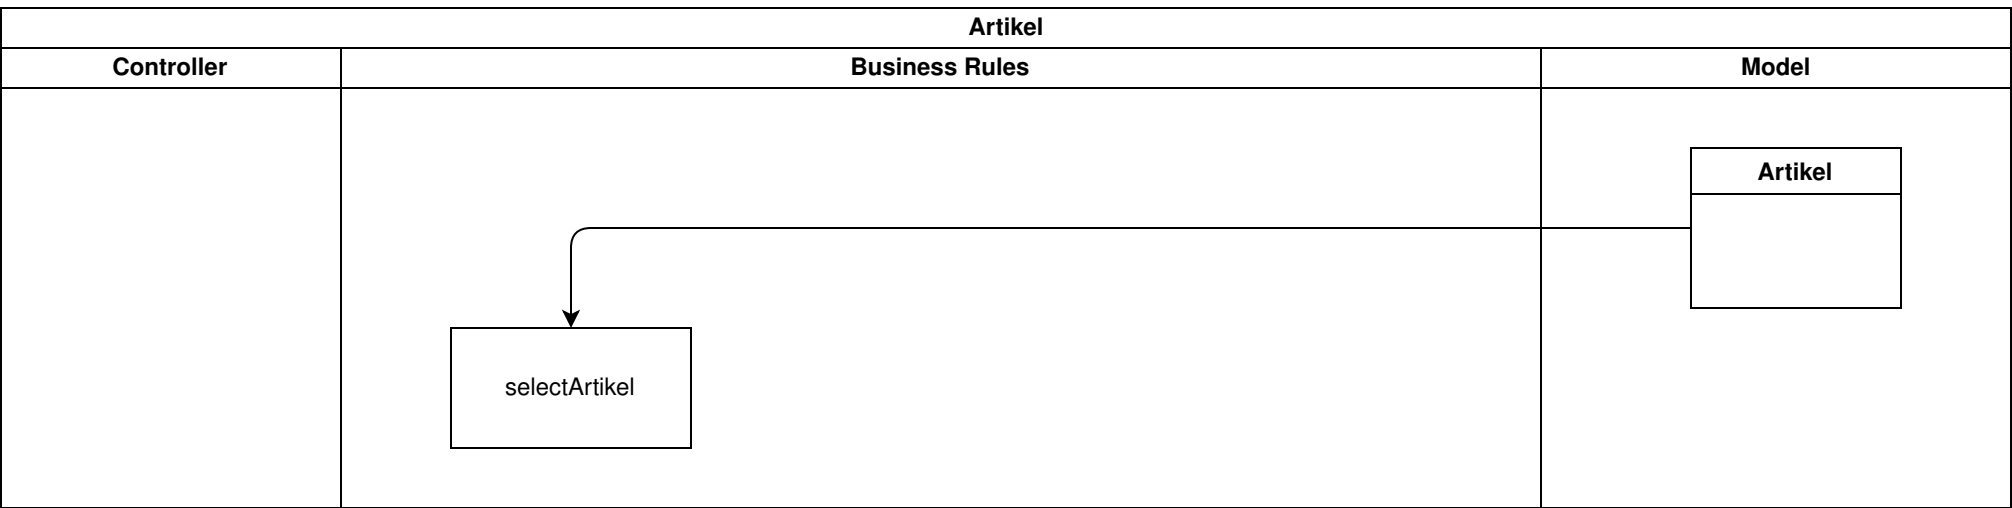 Artikel
Controller
Business Rules
Model
Artikel
selectArtikel